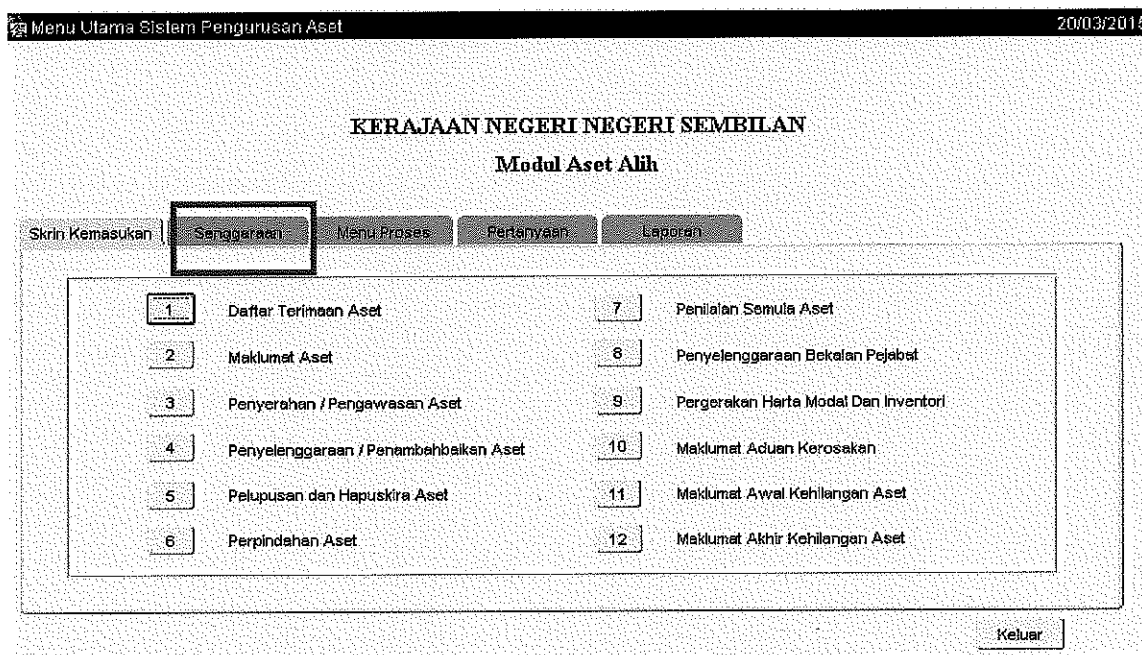 Menu Utama Sistem Pengurusan Aset 20/03/2015
KERAJAAN NEGERI NEGERI SEMBILAN
Modul Aset Alih
Skrin Kemasukan Senggaraan Menu Proses Pertanyaan Laporan
1 Daftar Terimaan Aset
2 Maklumat Aset
3 Penyerahan / Pengawasan Aset
4 Penyelenggaraan / Penambahbaikan Aset
5 Pelupusan dan Hapuskira Aset
6 Perpindahan Aset
7 Penilaian Semula Aset
8 Penyelenggaraan Bekalan Pejabat
9 Pergerakan Harta Modal Dan Inventori
10 Maklumat Aduan Kerosakan
11 Maklumat Awal Kehilangan Aset
12 Maklumat Akhir Kehilangan Aset
Keluar